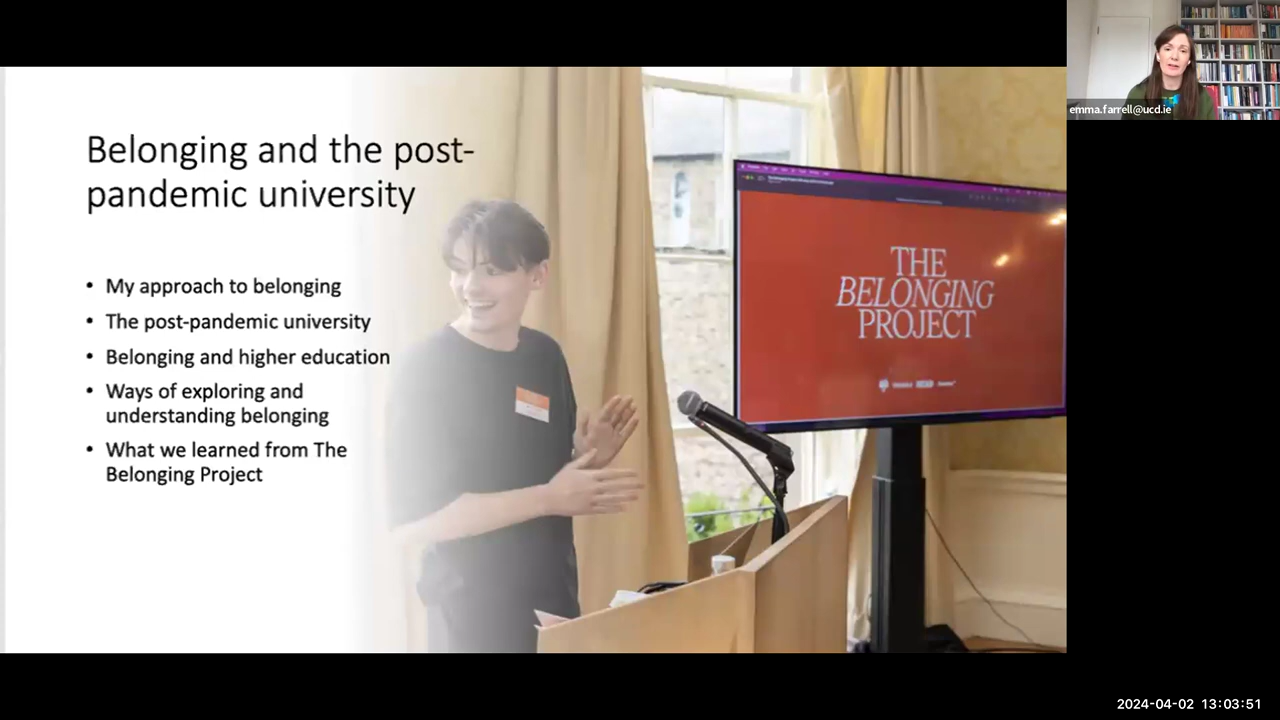 Belonging and the post-
pandemic university
• My approach to belonging
• The post-pandemic university
• Belonging and higher education
• Ways of exploring and
understanding belonging
• What we learned from The
Belonging Project
THE
BELONGING
PROJECT
emma.farrell@ucd.ie
2024-04-02 13:03:51